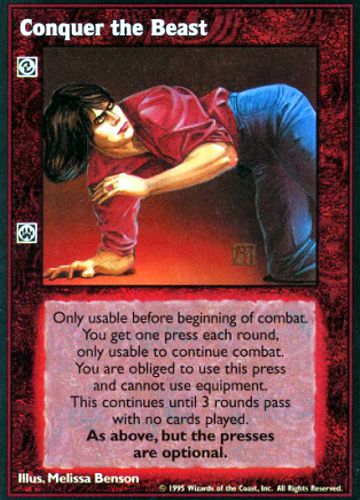 Conquer the Beast
Only usable before beginning of combat.
You get one press each round,
only usable to continue combat.
You are obliged to use this press
and cannot use equipment.
This continues until 3 rounds pass
with no cards played.
As above, but the presses
are optional.
Illus. Melissa Benson
© 1995 Wizards of the Coast, Inc. All Rights Reserved.